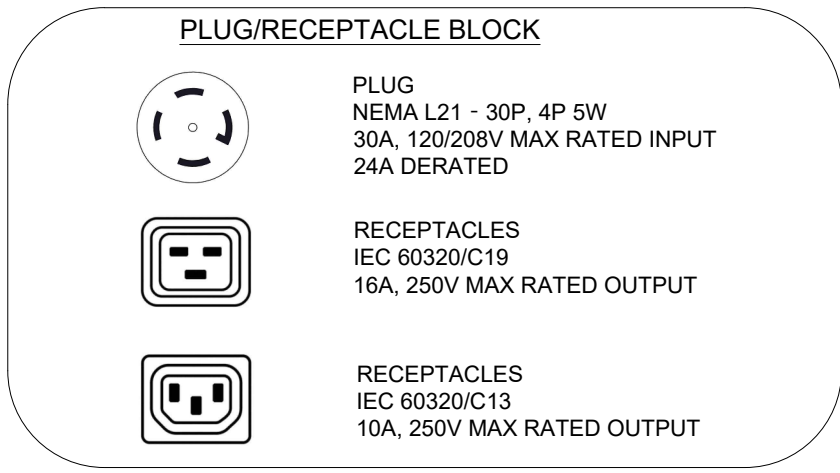 PLUG/RECEPTACLE BLOCK
PLUG
NEMA L21 - 30P, 4P 5W
30A, 120/208V MAX RATED INPUT
24A DERATED
RECEPTACLES
IEC 60320/C19
16A, 250V MAX RATED OUTPUT
RECEPTACLES
IEC 60320/C13
10A, 250V MAX RATED OUTPUT